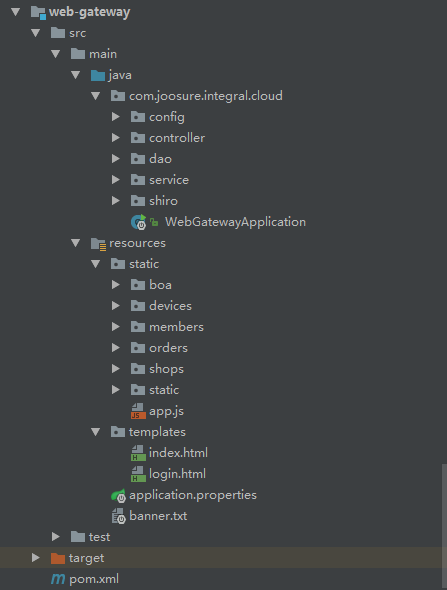 web-gateway
src
main
java
com.joosure.integral.cloud
config
controller
dao
service
shiro
WebGatewayApplication
resources
static
boa
devices
members
orders
shops
static
app.js
templates
index.html
login.html
application.properties
banner.txt
test
target
pom.xml